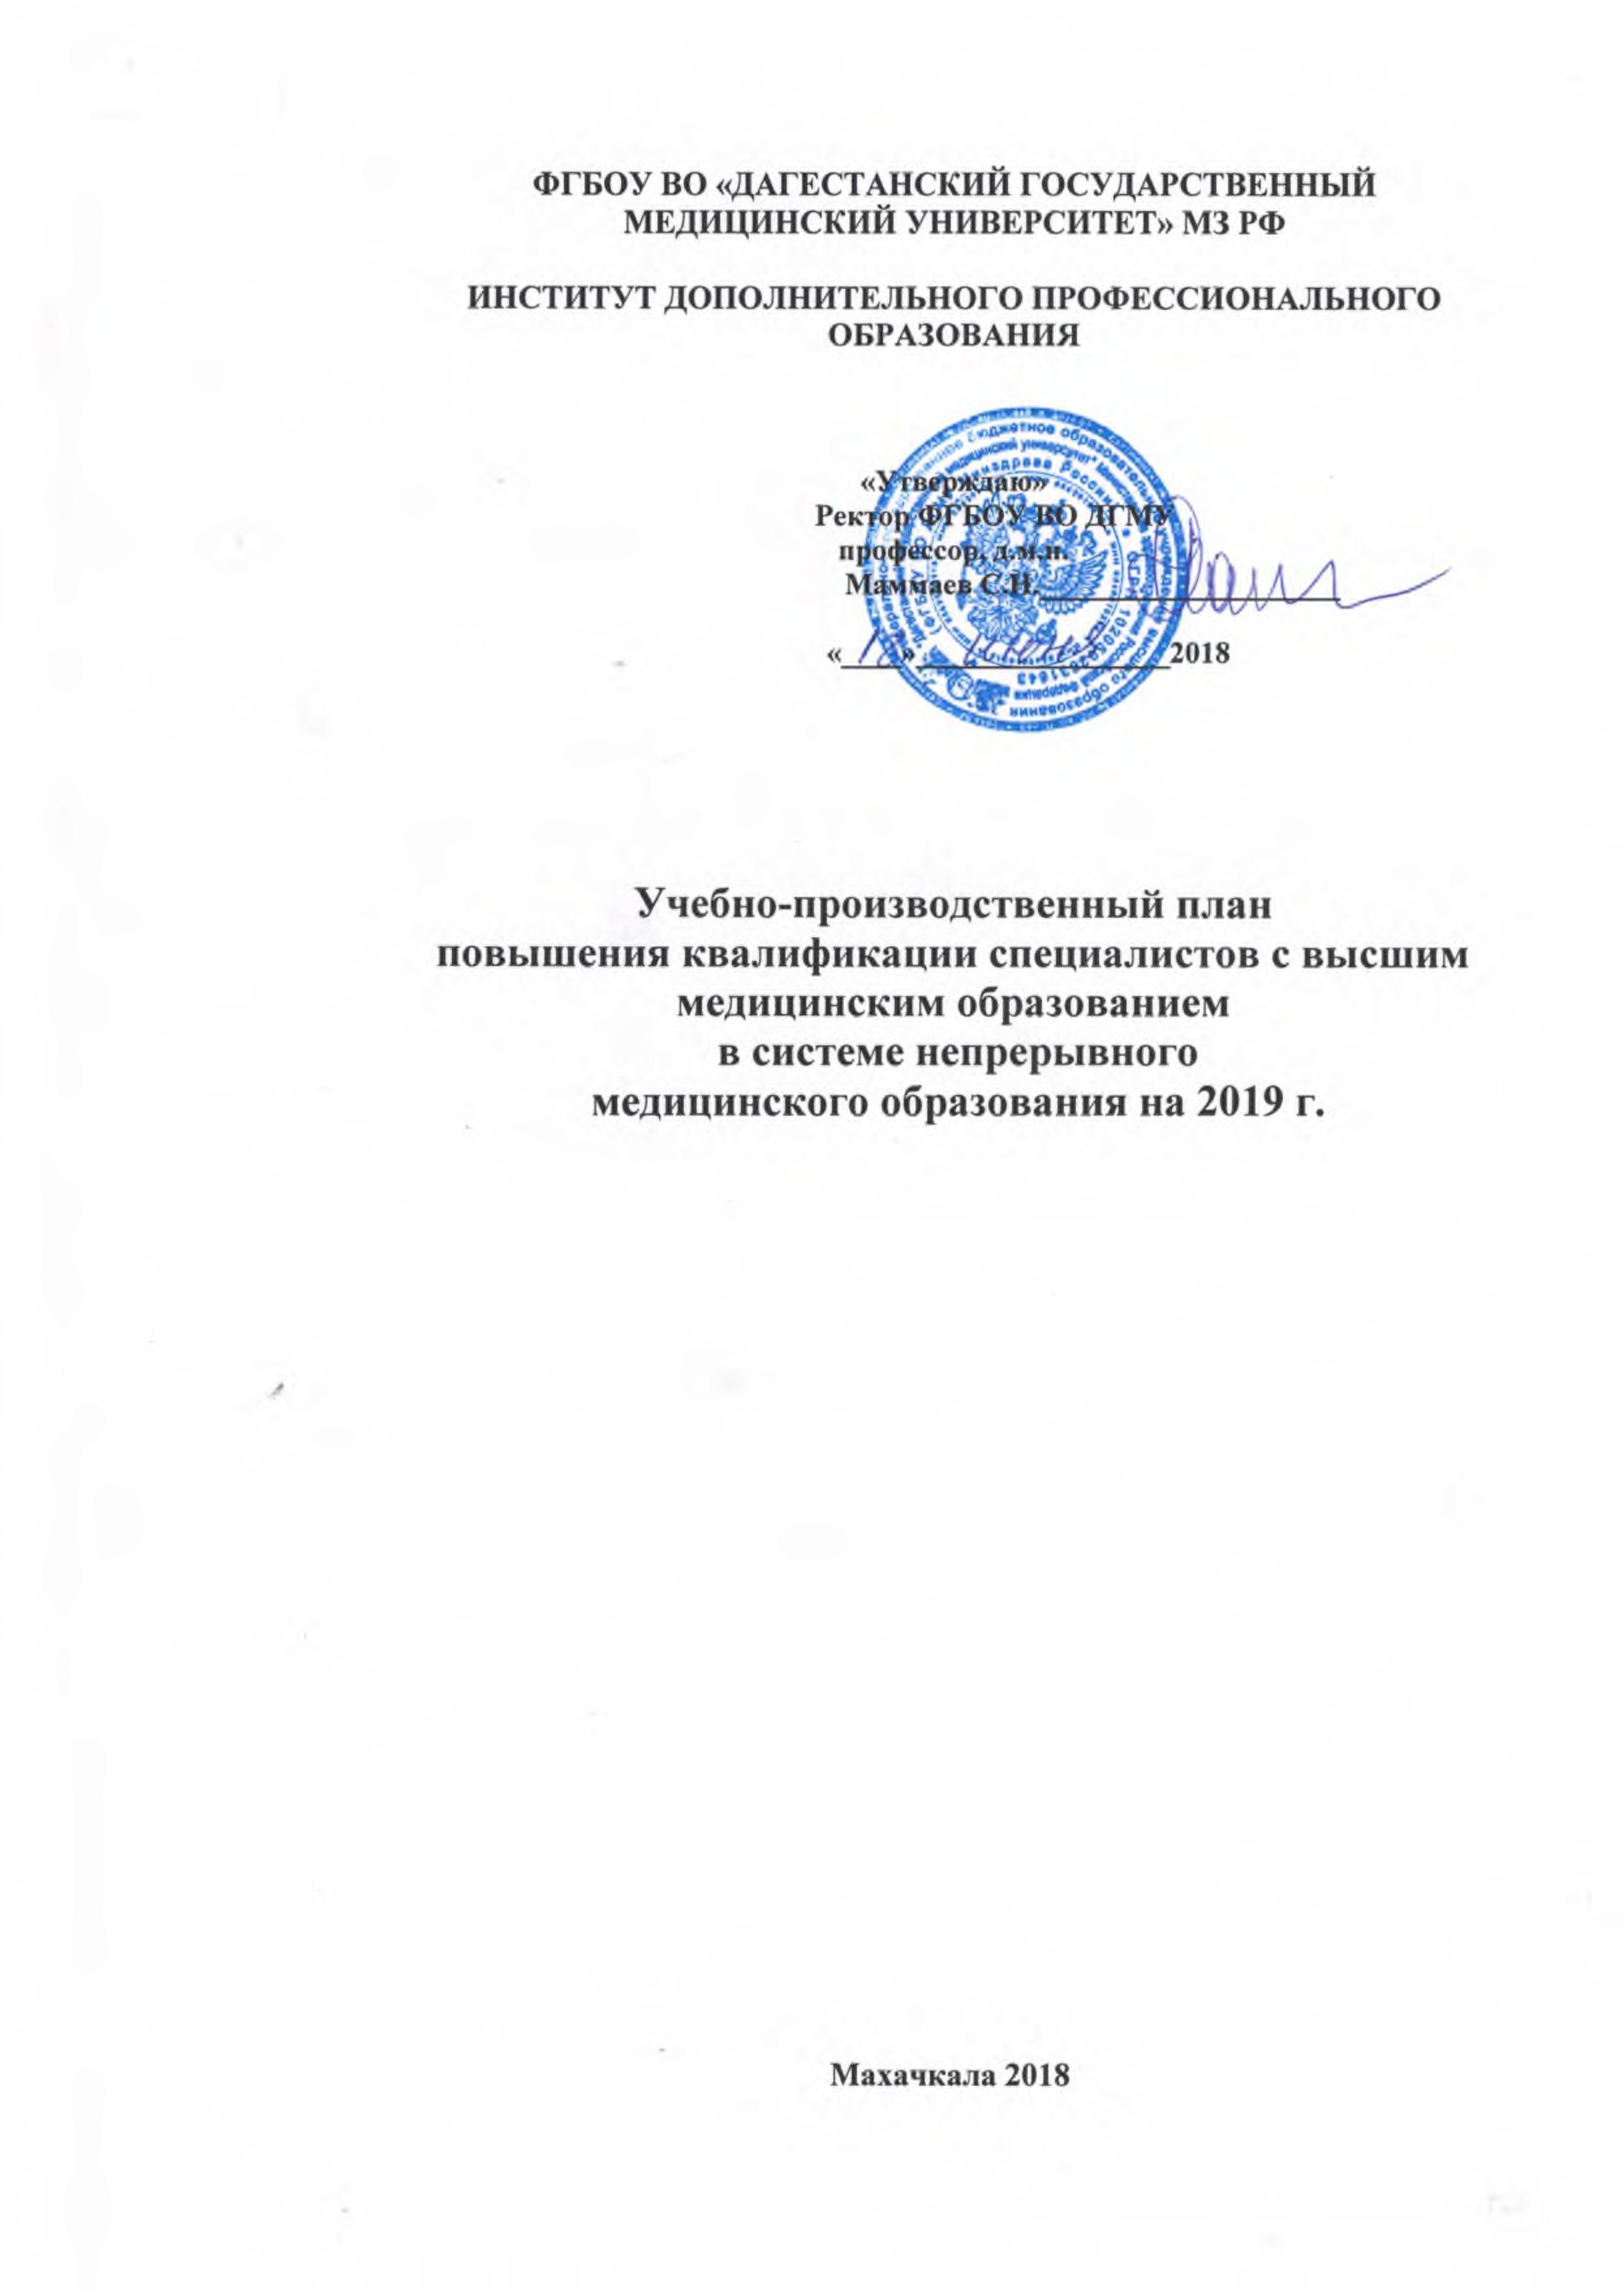 ФГБОУ ВО «ДАГЕСТАНСКИЙ ГОСУДАРСТВЕННЫЙ
МЕДИЦИНСКИЙ УНИВЕРСИТЕТ» МЗ РФ
ИНСТИТУТ ДОПОЛНИТЕЛЬНОГО ПРОФЕССИОНАЛЬНОГО
ОБРАЗОВАНИЯ
«Утверждаю»
Ректор ФГБОУ ВО ДГМУ
профессор, д.м.н.
Маммаев С.Н.
« » 2018
Учебно-производственный план
повышения квалификации специалистов с высшим
медицинским образованием
в системе непрерывного
медицинского образования на 2019 г.
Махачкала 2018